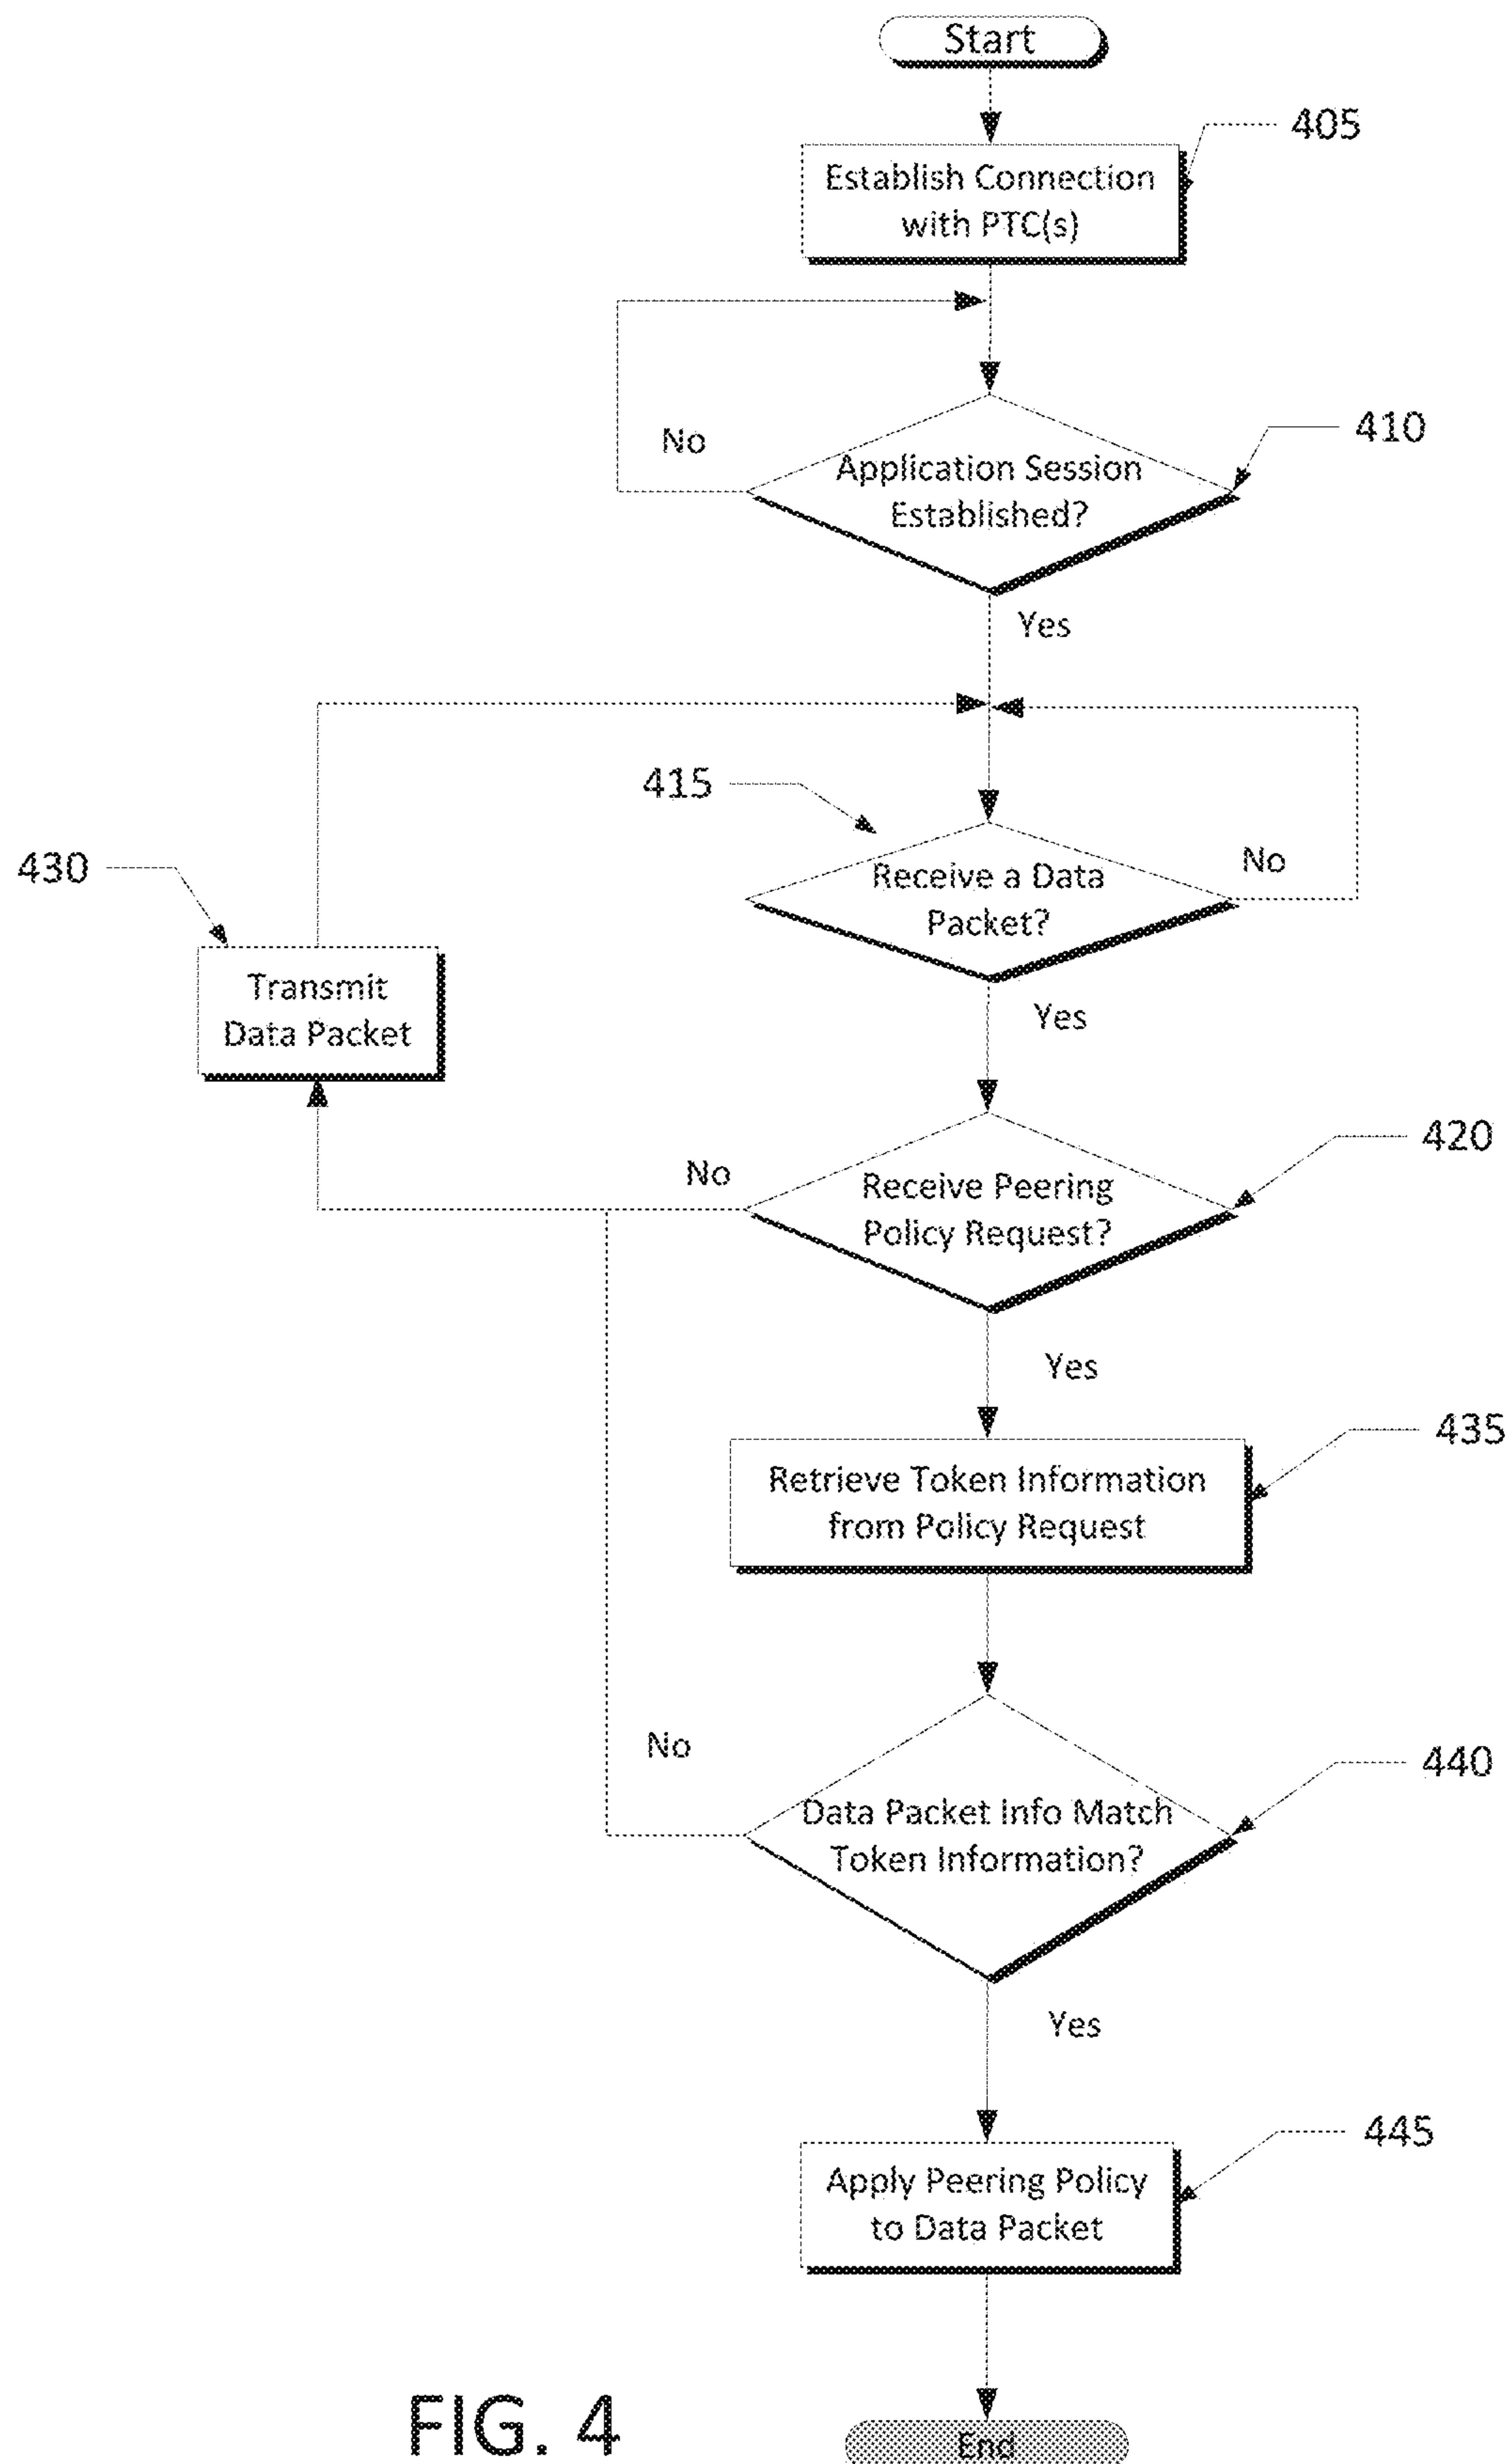 Start
405
Establish Connection
with PTC(s)
No
410
Application Session
Established?
Yes
415
430
Receive a Data
Packet?
No
Transmit
Data Packet
Yes
420
No
Receive Peering
Policy Request?
Yes
435
Retrieve Token Information
from Policy Request
No
440
Data Packet Info Match
Token Information?
Yes
445
Apply Peering Policy
to Data Packet
FIG. 4
End